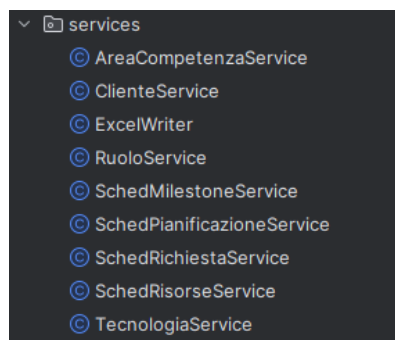 services
AreaCompetenzaService
ClienteService
ExcelWriter
RuoloService
SchedMilestoneService
SchedPianificazioneService
SchedRichiestaService
SchedRisorseService
TecnologiaService